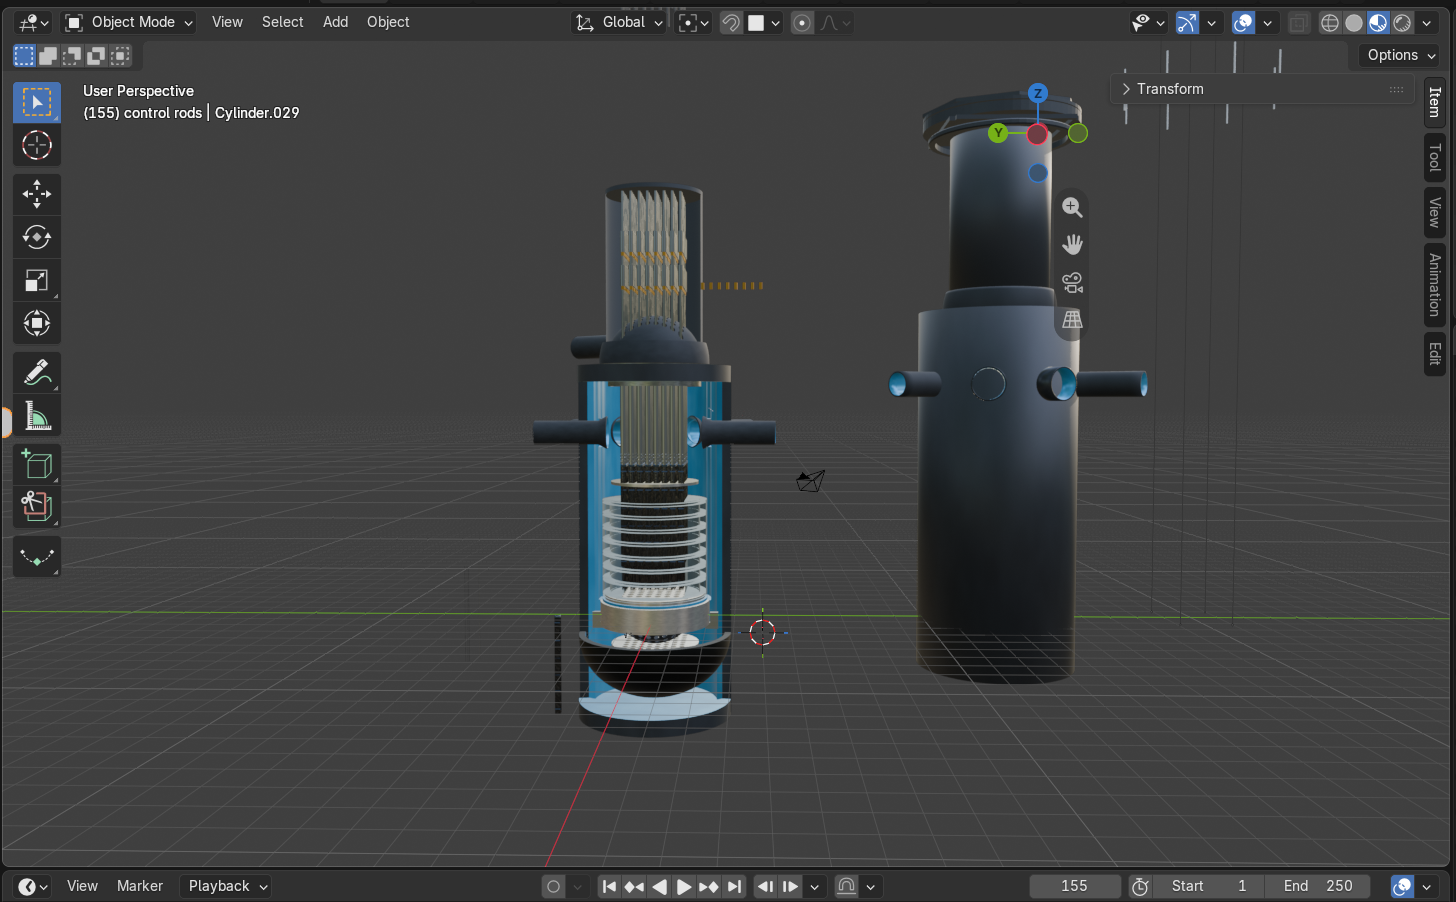 Object Mode
View
Select
Add
Object
Global
Options
User Perspective
(155) control rods | Cylinder.029
Transform
Z
Y
Item
Tool
View
Animation
Edit
View
Marker
Playback
155
Start 1
End 250